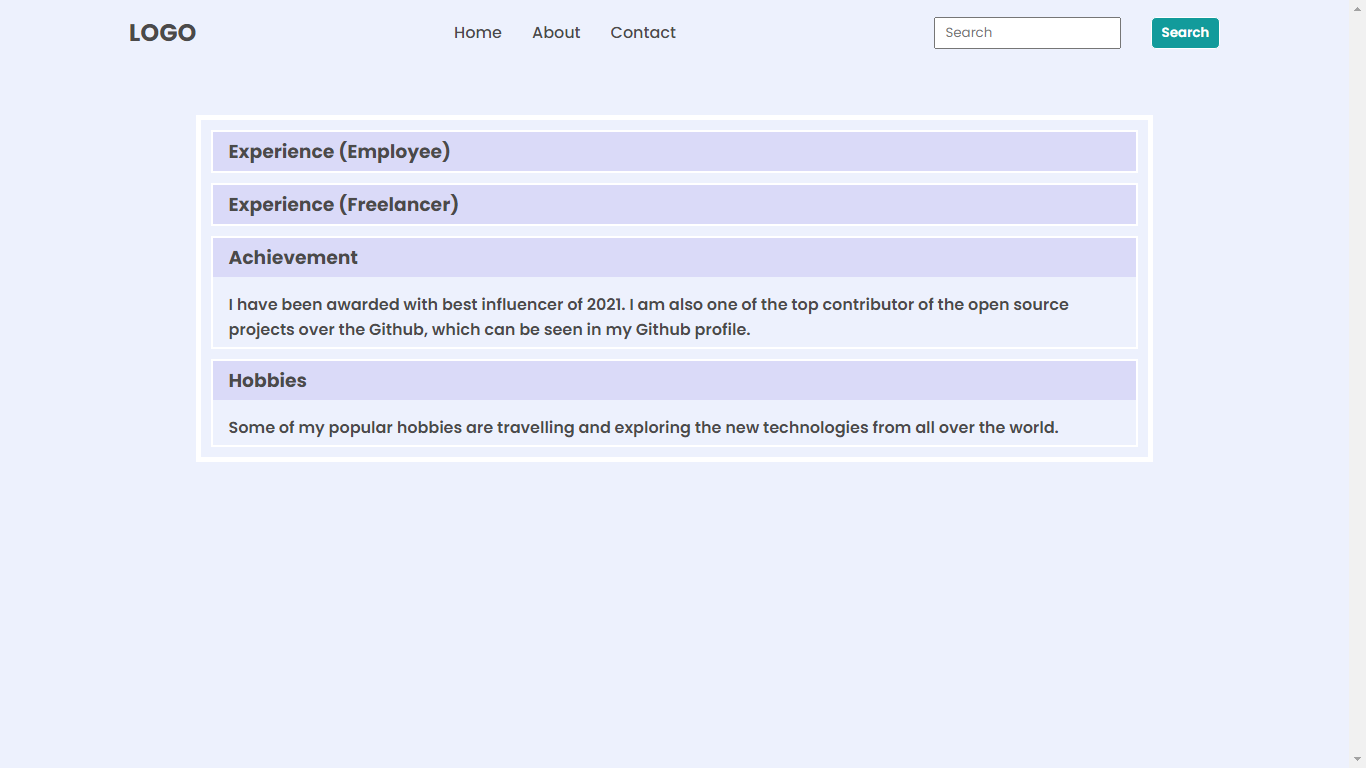 LOGO
Home
About
Contact
Search
Search
Experience (Employee)
Experience (Freelancer)
Achievement
I have been awarded with best influencer of 2021. I am also one of the top contributor of the open source
projects over the Github, which can be seen in my Github profile.
Hobbies
Some of my popular hobbies are travelling and exploring the new technologies from all over the world.